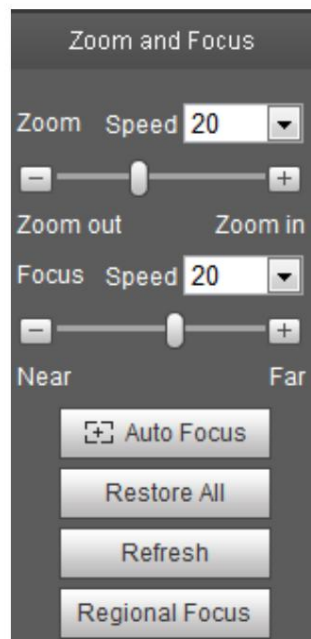 Zoom and Focus
Zoom Speed 20
Zoom out Zoom in
Focus Speed 20
Near Far
Auto Focus
Restore All
Refresh
Regional Focus